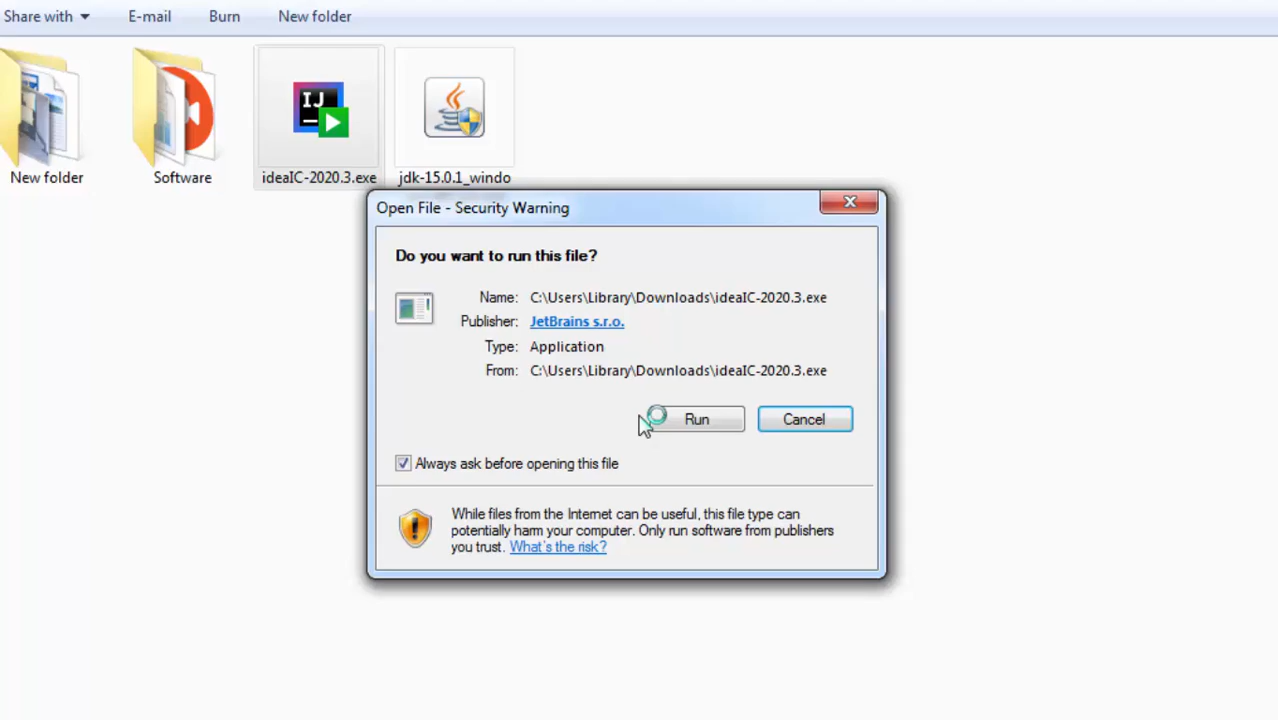 Share with E-mail Burn New folder
IJ
New folder Software ideaIC-2020.3.exe jdk-15.0.1_windo
Open File - Security Warning
Do you want to run this file?
Name: C:\Users\Library\Downloads\ideaIC-2020.3.exe
Publisher: JetBrains s.r.o.
Type: Application
From: C:\Users\Library\Downloads\ideaIC-2020.3.exe
Run Cancel
Always ask before opening this file
While files from the Internet can be useful, this file type can
potentially harm your computer. Only run software from publishers
you trust. What's the risk?